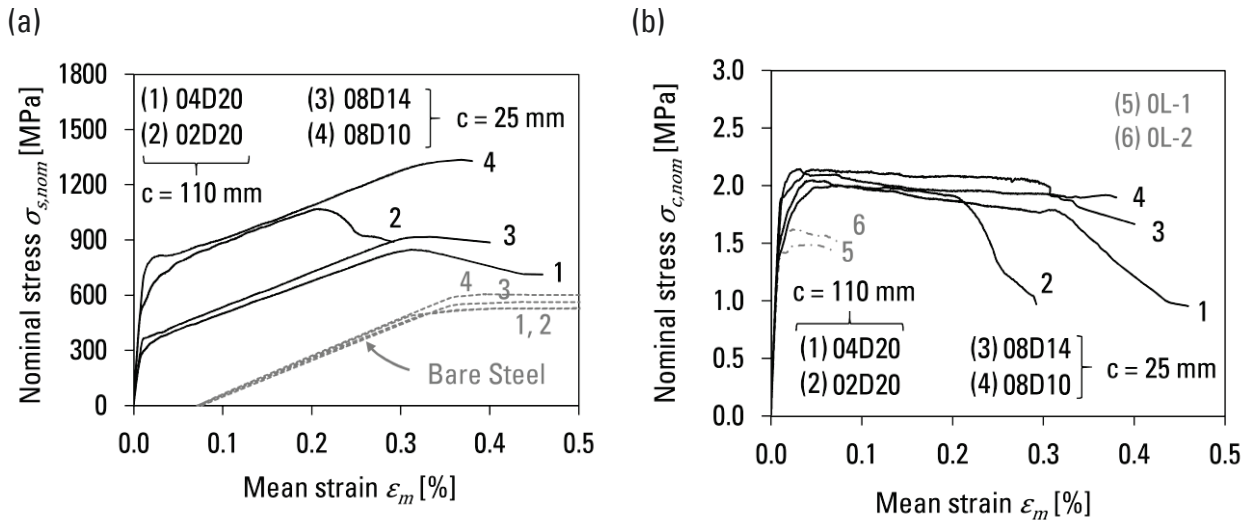 (a)
Nominal stress σs,nom [MPa]
1800
1500
1200
900
600
300
0
(1) 04D20 (3) 08D14
(2) 02D20 (4) 08D10
c = 25 mm
c = 110 mm
4
2
3
1
4
3
1, 2
Bare Steel
0.0 0.1 0.2 0.3 0.4 0.5
Mean strain εm [%]
(b)
Nominal stress σc,nom [MPa]
3.0
2.5
2.0
1.5
1.0
0.5
0.0
(5) 0L-1
(6) 0L-2
4
3
6
5
2
1
c = 110 mm
(1) 04D20 (3) 08D14
(2) 02D20 (4) 08D10
c = 25 mm
0.0 0.1 0.2 0.3 0.4 0.5
Mean strain εm [%]